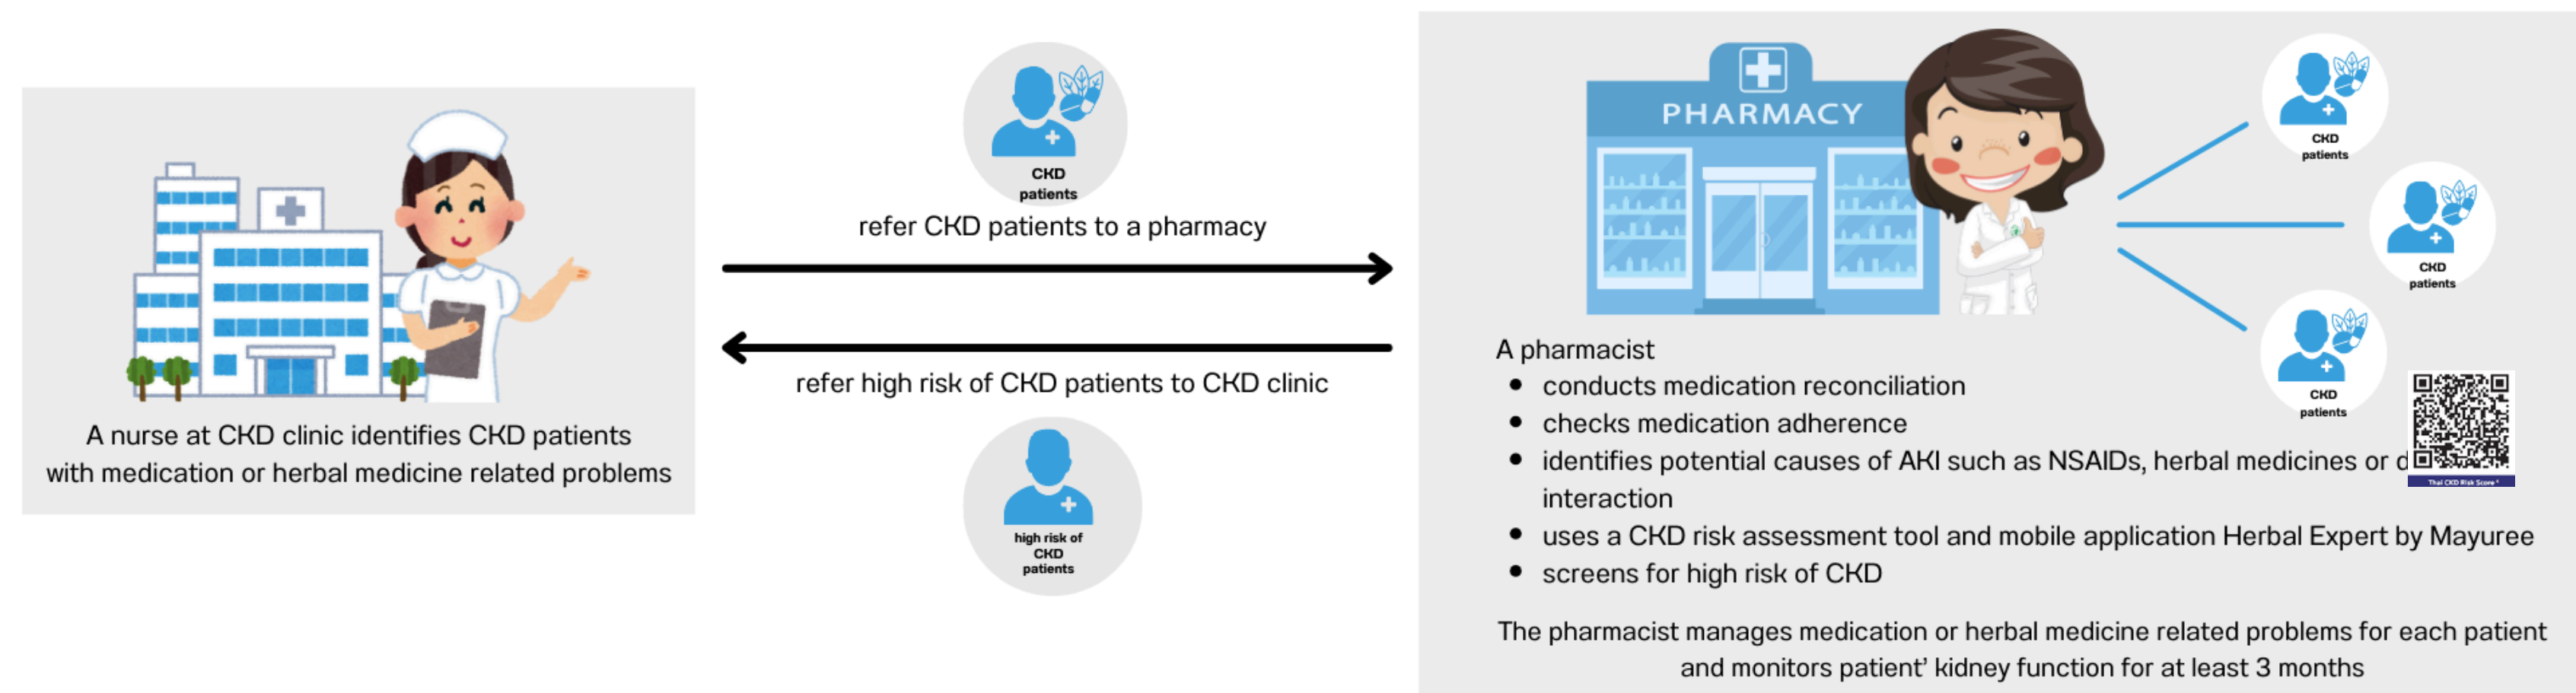 A nurse at CKD clinic identifies CKD patients
with medication or herbal medicine related problems
CKD
patients
refer CKD patients to a pharmacy
refer high risk of CKD patients to CKD clinic
high risk of
CKD
patients
PHARMACY
CKD
patients
CKD
patients
CKD
patients
A pharmacist
• conducts medication reconciliation
• checks medication adherence
• identifies potential causes of AKI such as NSAIDs, herbal medicines or d
interaction
• uses a CKD risk assessment tool and mobile application Herbal Expert by Mayuree
• screens for high risk of CKD
Thai CKD Risk Score
The pharmacist manages medication or herbal medicine related problems for each patient
and monitors patient’ kidney function for at least 3 months